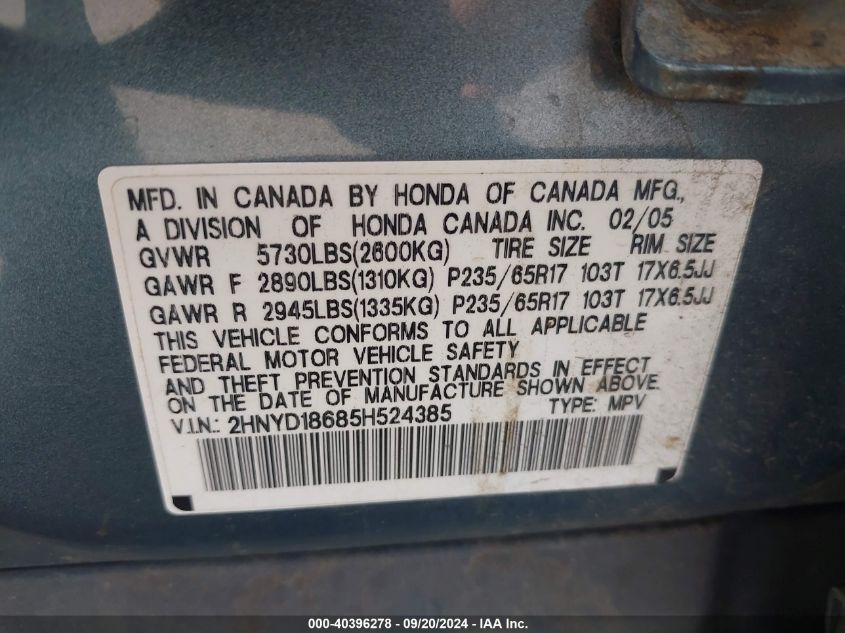 MFD. IN CANADA BY HONDA OF CANADA MFG.,
A DIVISION OF HONDA CANADA INC. 02/05
GVWR 5730LBS(2600KG) TIRE SIZE RIM SIZE
GAWR F 2890LBS(1310KG) P235/65R17 103T 17X6.5JJ
GAWR R 2945LBS(1335KG) P235/65R17 103T 17X6.5JJ
THIS VEHICLE CONFORMS TO ALL APPLICABLE
FEDERAL MOTOR VEHICLE SAFETY
AND THEFT PREVENTION STANDARDS IN EFFECT
ON THE DATE OF MANUFACTURE SHOWN ABOVE.
V.I.N.: 2HNYD18685H524385 TYPE: MPV
000-40396278 - 09/20/2024 - IAA Inc.